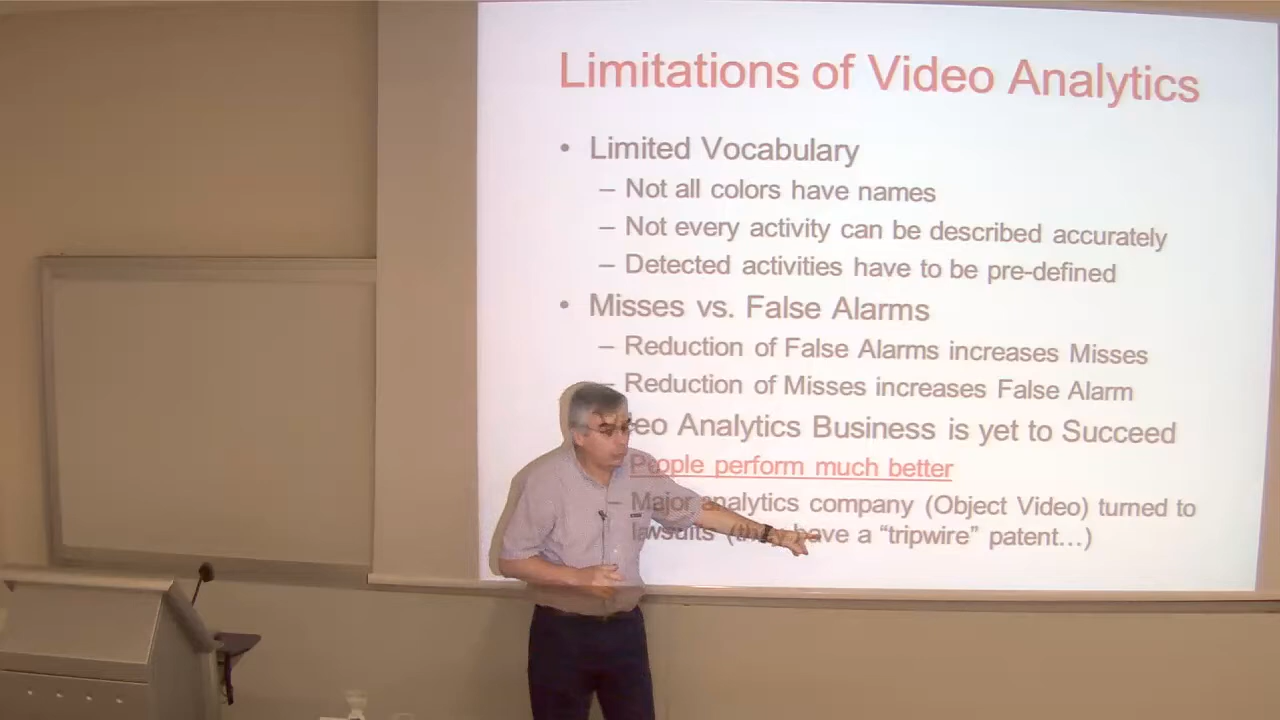 Limitations of Video Analytics
• Limited Vocabulary
– Not all colors have names
– Not every activity can be described accurately
– Detected activities have to be pre-defined
• Misses vs. False Alarms
– Reduction of False Alarms increases Misses
– Reduction of Misses increases False Alarm
Analytics Business is yet to Succeed
People perform much better
– Major analytics company (Object Video) turned to
lawsuits (they have a “tripwire” patent…)